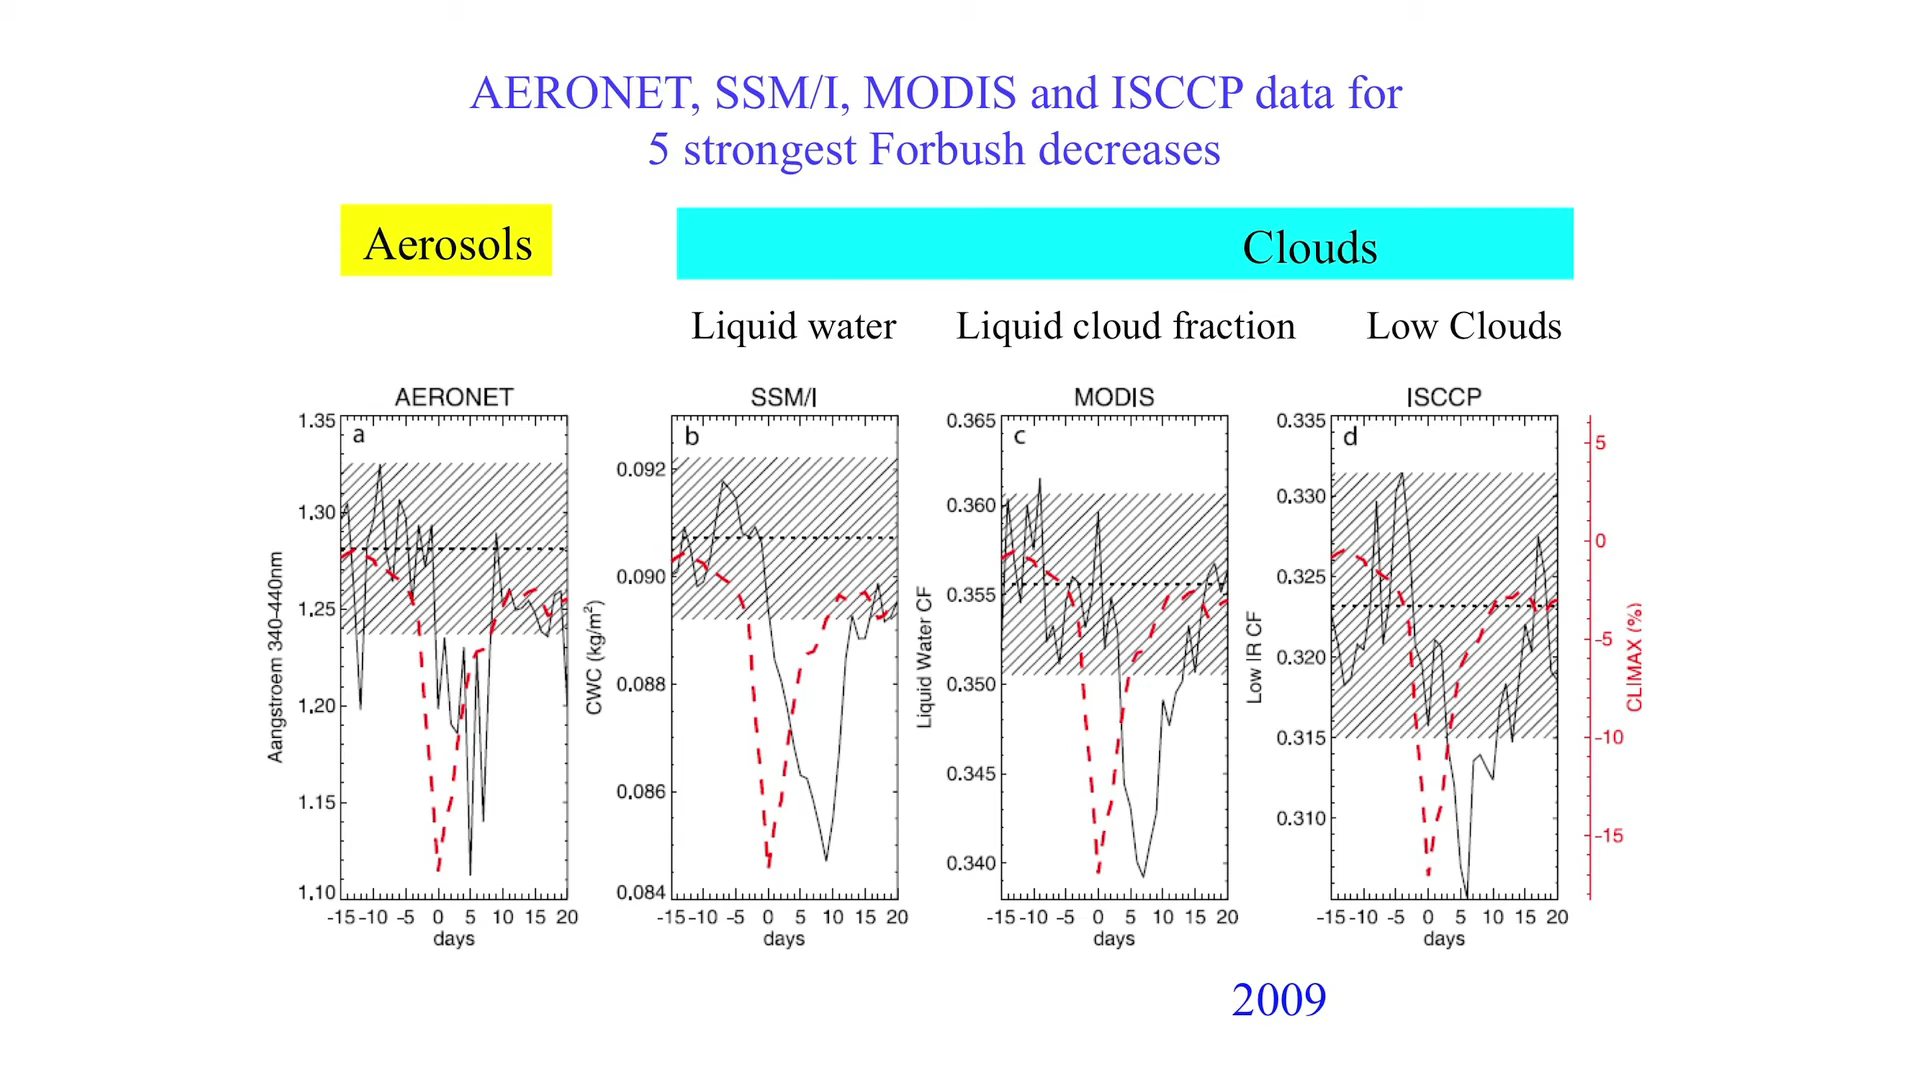 AERONET, SSM/I, MODIS and ISCCP data for
5 strongest Forbush decreases
Aerosols
Clouds
Liquid water
Liquid cloud fraction
Low Clouds
AERONET
a
1.35
1.30
1.25
1.20
1.15
1.10
Aangstroem 340-440nm
-15 -10 -5 0 5 10 15 20
days
SSM/I
b
0.092
0.090
0.088
0.086
0.084
CWC (kg/m²)
-15 -10 -5 0 5 10 15 20
days
MODIS
c
0.365
0.360
0.355
0.350
0.345
0.340
Liquid Water CF
-15 -10 -5 0 5 10 15 20
days
ISCCP
d
0.335
0.330
0.325
0.320
0.315
0.310
Low IR CF
-15 -10 -5 0 5 10 15 20
days
5
0
-5
-10
-15
CLIMAX (%)
2009